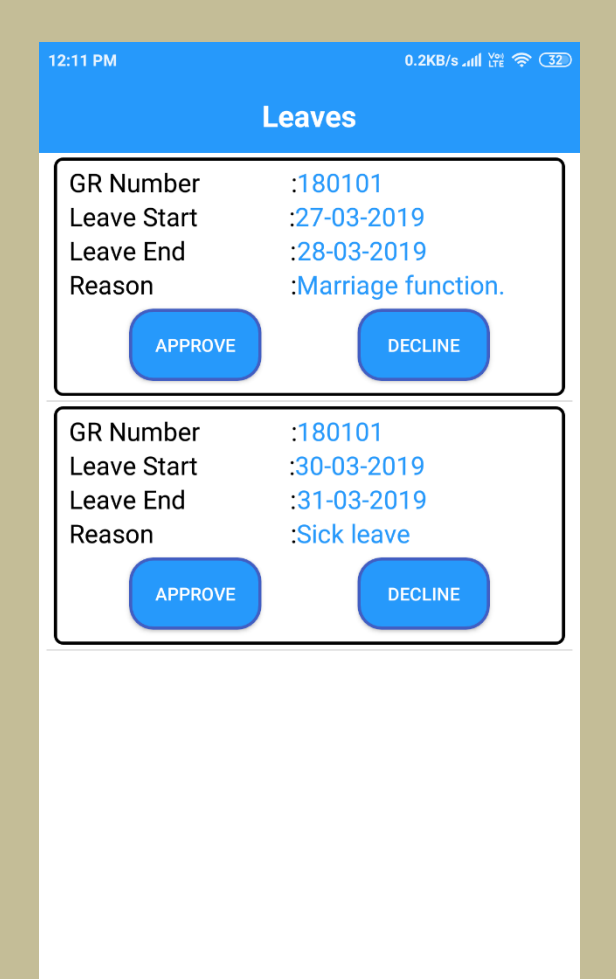 12:11 PM 0.2KB/s Vo) LTE 32
Leaves
GR Number :180101
Leave Start :27-03-2019
Leave End :28-03-2019
Reason :Marriage function.
APPROVE DECLINE
GR Number :180101
Leave Start :30-03-2019
Leave End :31-03-2019
Reason :Sick leave
APPROVE DECLINE